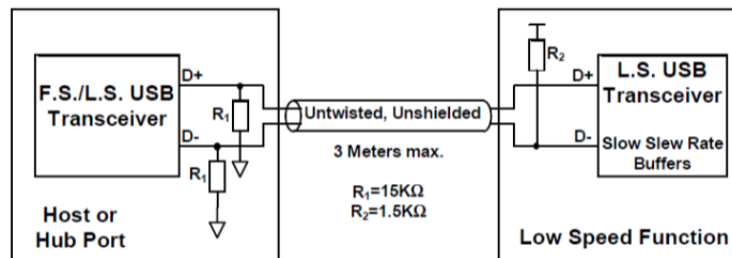 F.S./L.S. USB
Transceiver
D+
D-
R1
R1
Host or
Hub Port
Untwisted, Unshielded
3 Meters max.
R1=15KΩ
R2=1.5KΩ
R2
D+
D-
L.S. USB
Transceiver
Slow Slew Rate
Buffers
Low Speed Function